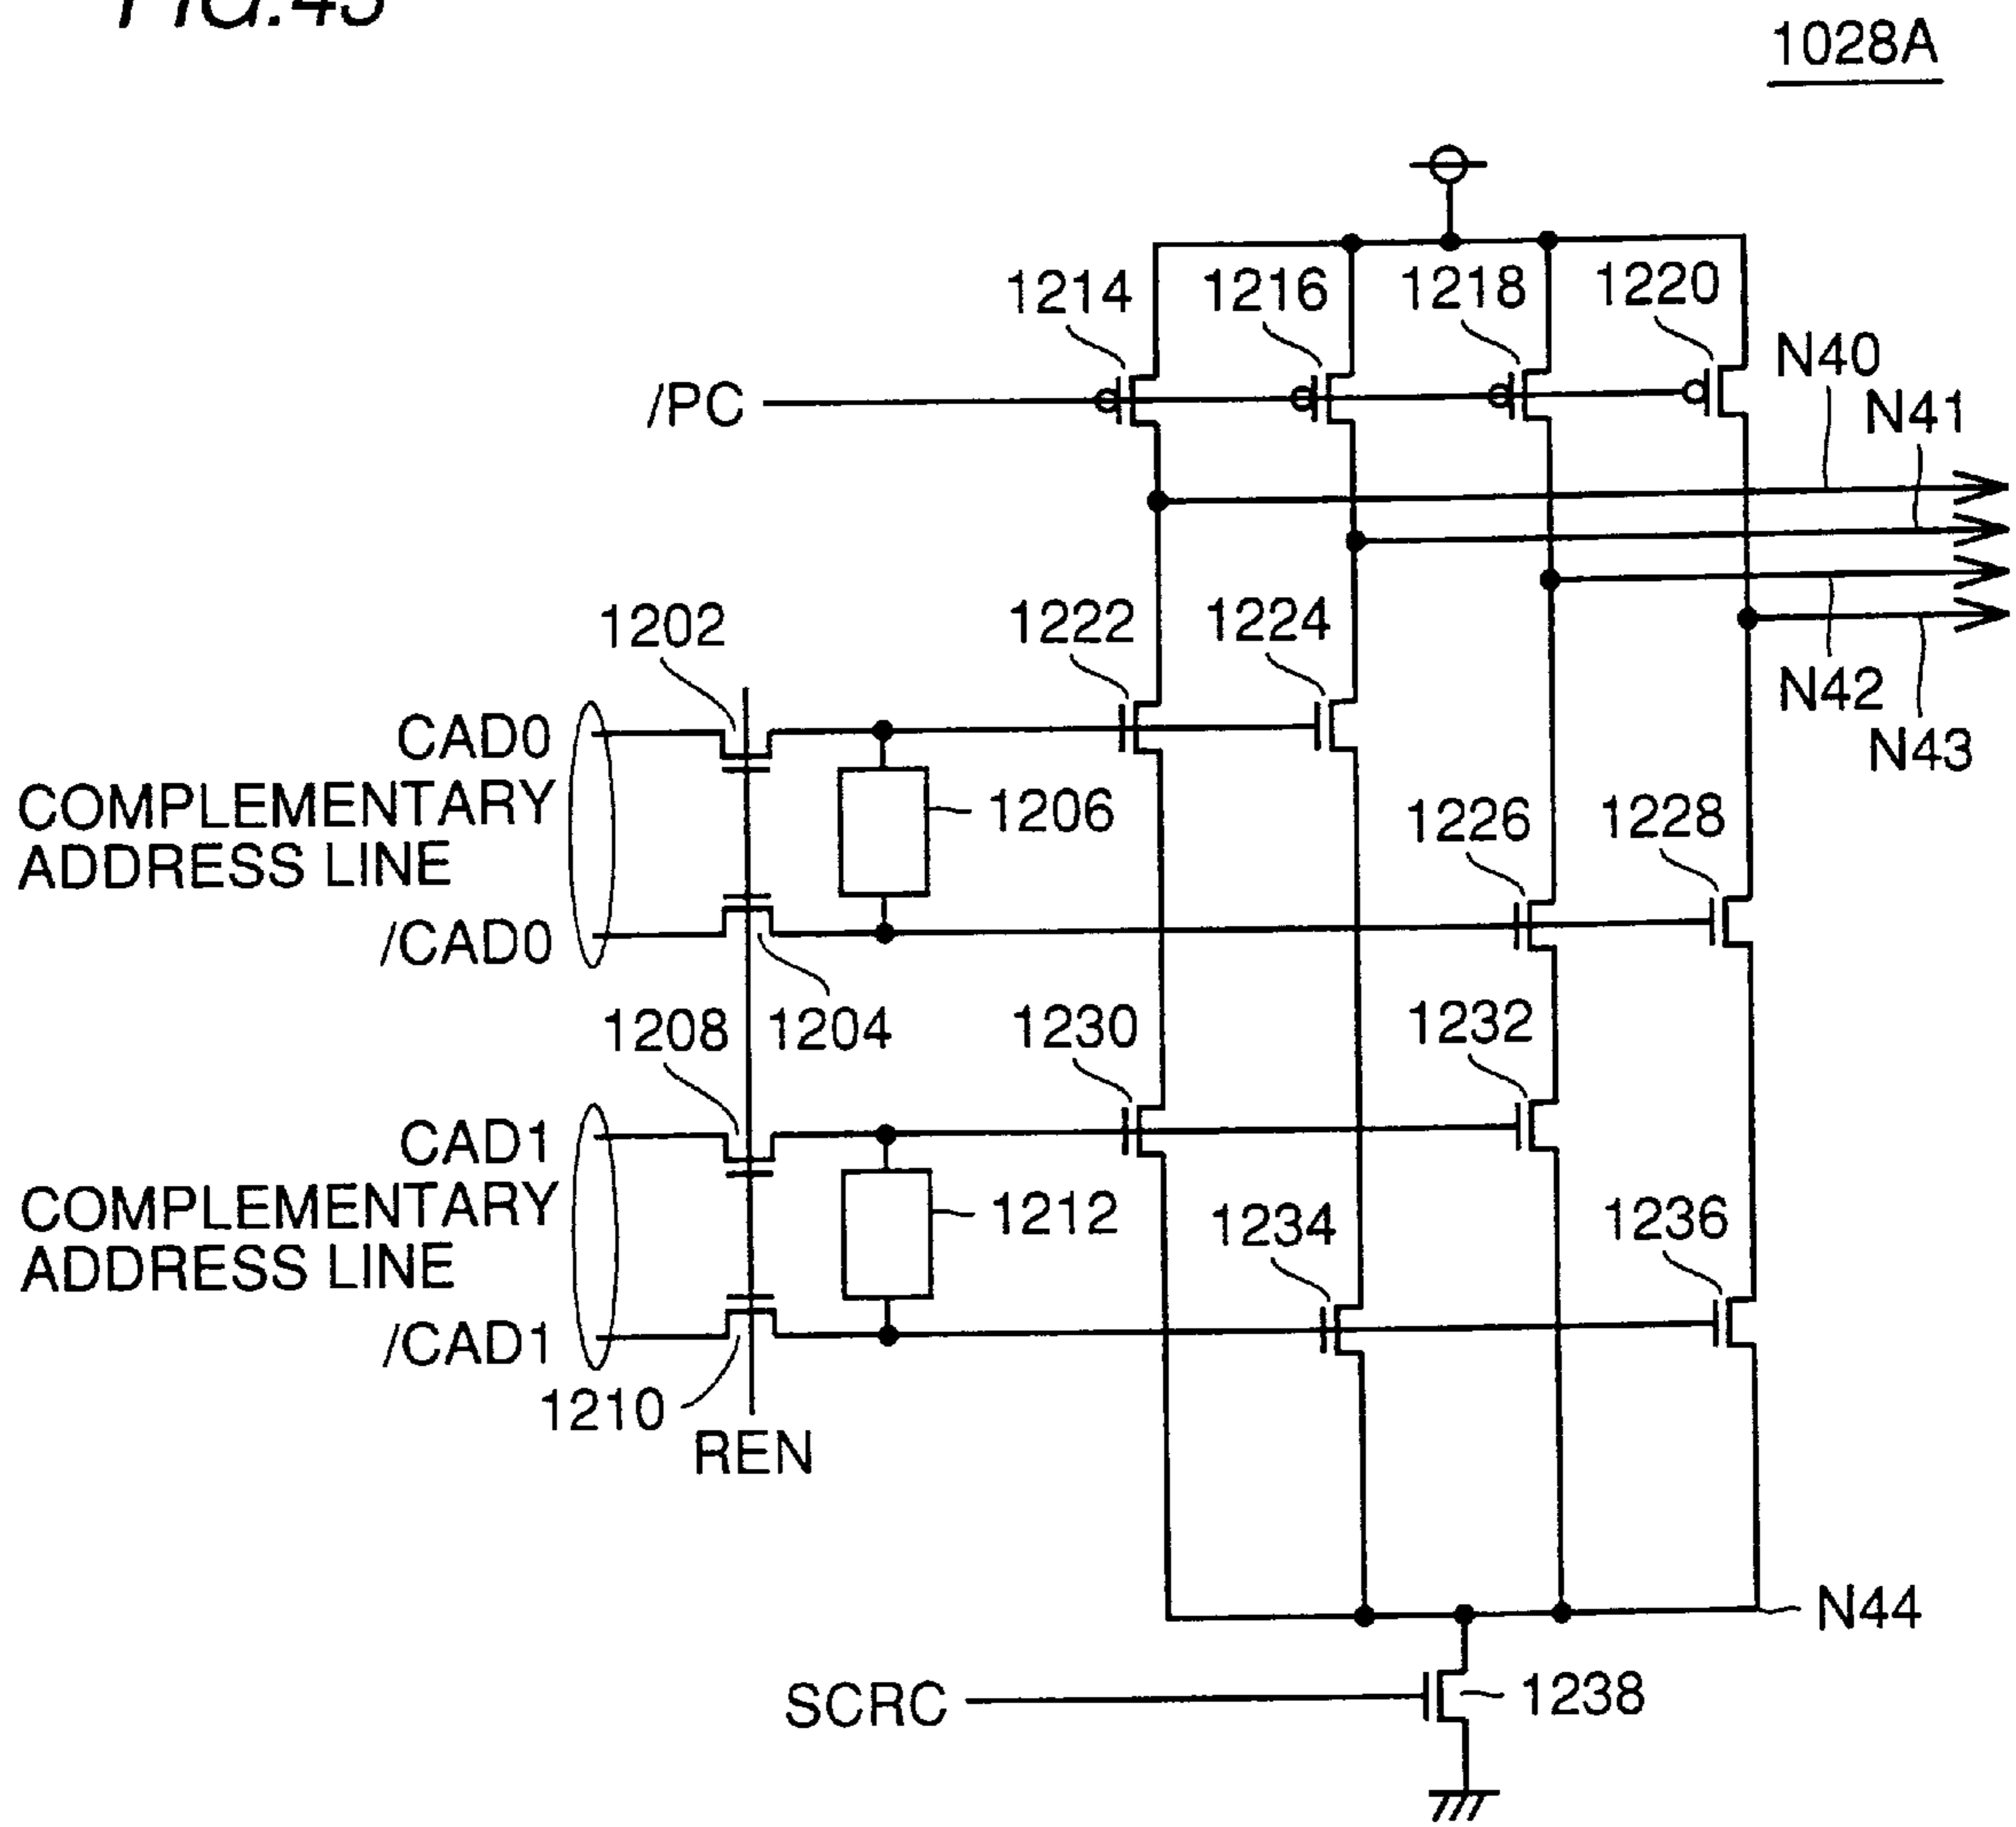 FIG.45
1028A
1214
1216
1218
1220
N40
N41
/PC
1202
1222
1224
N42
N43
CAD0
COMPLEMENTARY
ADDRESS LINE
/CAD0
1206
1226
1228
1208
1204
1230
1232
CAD1
COMPLEMENTARY
ADDRESS LINE
/CAD1
1212
1234
1236
1210
REN
N44
SCRC
1238